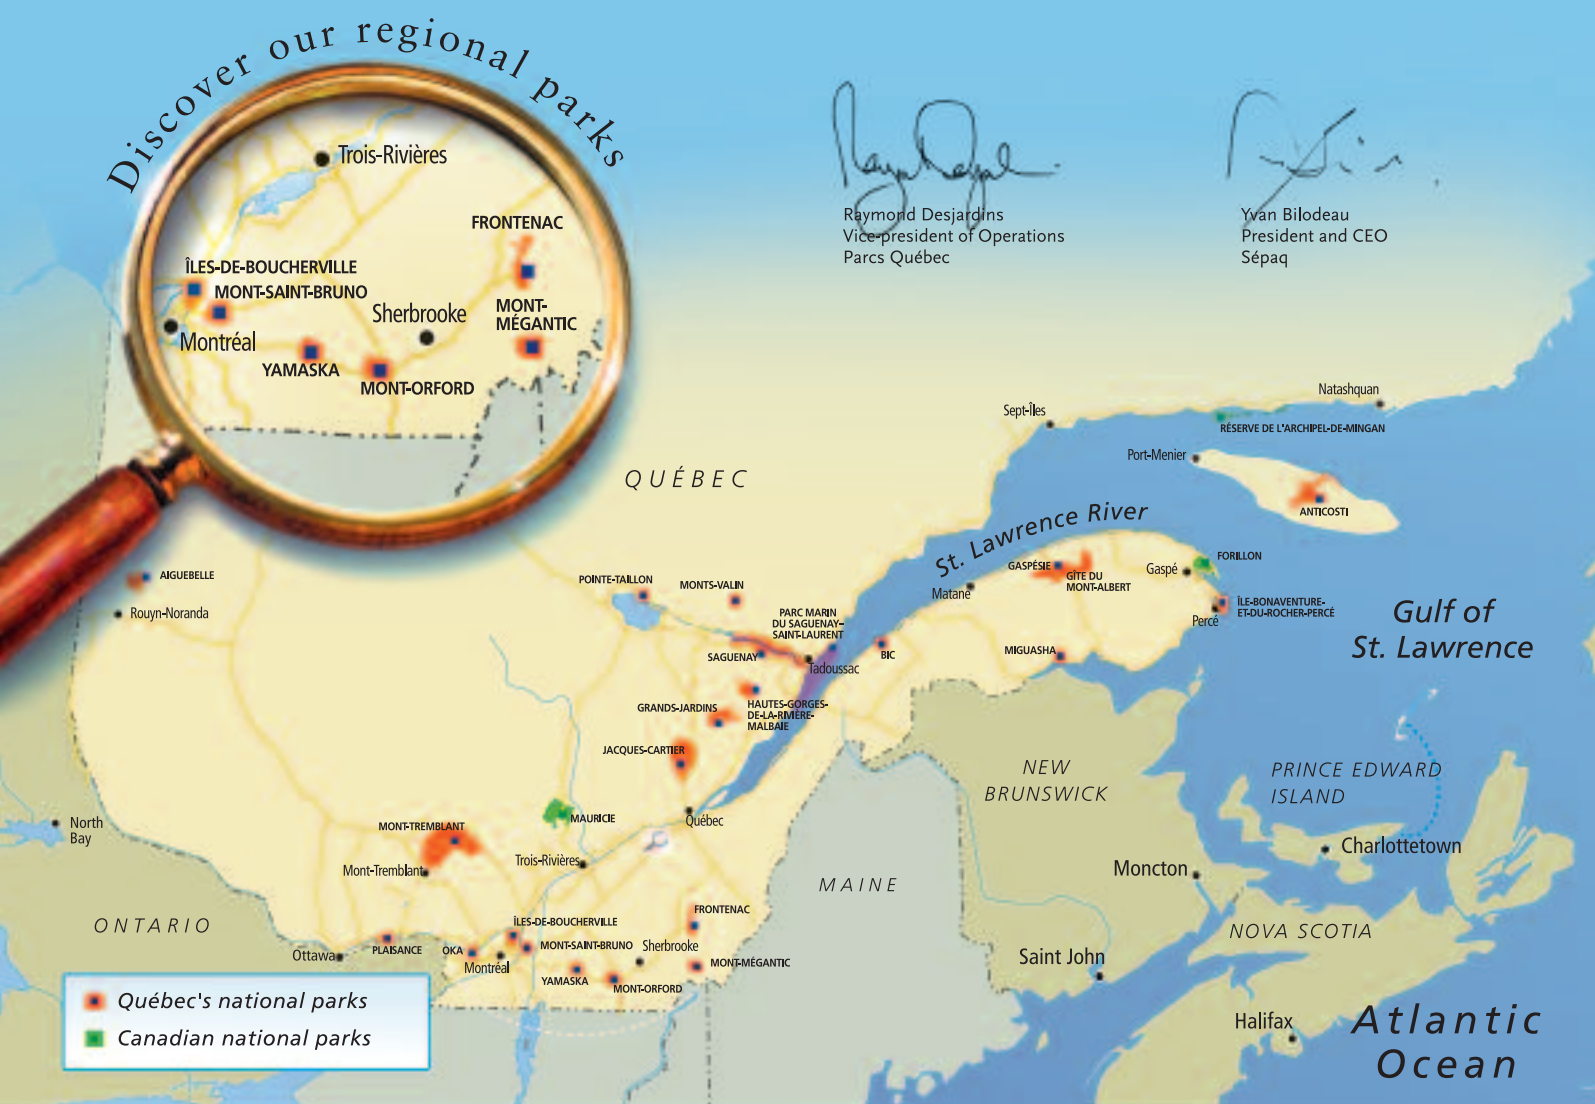 Discover our regional parks
Trois-Rivières
FRONTENAC
ÎLES-DE-BOUCHERVILLE
MONT-SAINT-BRUNO
Sherbrooke
MONT-
MÉGANTIC
Montréal
YAMASKA
MONT-ORFORD
Raymond Desjardins
Vice-president of Operations
Parcs Québec
Yvan Bilodeau
President and CEO
Sépaq
Natashquan
Sept-Îles
RÉSERVE DE L'ARCHIPEL-DE-MINGAN
Port-Menier
QUÉBEC
ANTICOSTI
St. Lawrence River
FORILLON
GASPÉSIE
Gaspé
GÎTE DU
MONT-ALBERT
AIGUEBELLE
POINTE-TAILLON
MONTS-VALIN
Matane
ÎLE-BONAVENTURE-
ET-DU-ROCHER-PERCÉ
Rouyn-Noranda
PARC MARIN
DU SAGUENAY–
SAINT-LAURENT
Percé
Gulf of
St. Lawrence
SAGUENAY
Tadoussac
BIC
MIGUASHA
GRANDS-JARDINS
HAUTES-GORGES-
DE-LA-RIVIÈRE-
MALBAIE
JACQUES-CARTIER
NEW
BRUNSWICK
PRINCE EDWARD
ISLAND
North
Bay
MONT-TREMBLANT
MAURICIE
Québec
Charlottetown
Mont-Tremblant
Trois-Rivières
Moncton
MAINE
ONTARIO
FRONTENAC
ÎLES-DE-BOUCHERVILLE
NOVA SCOTIA
Ottawa
PLAISANCE
OKA
MONT-SAINT-BRUNO
Sherbrooke
Montréal
MONT-MÉGANTIC
Saint John
YAMASKA
MONT-ORFORD
Québec's national parks
Canadian national parks
Halifax
Atlantic
Ocean